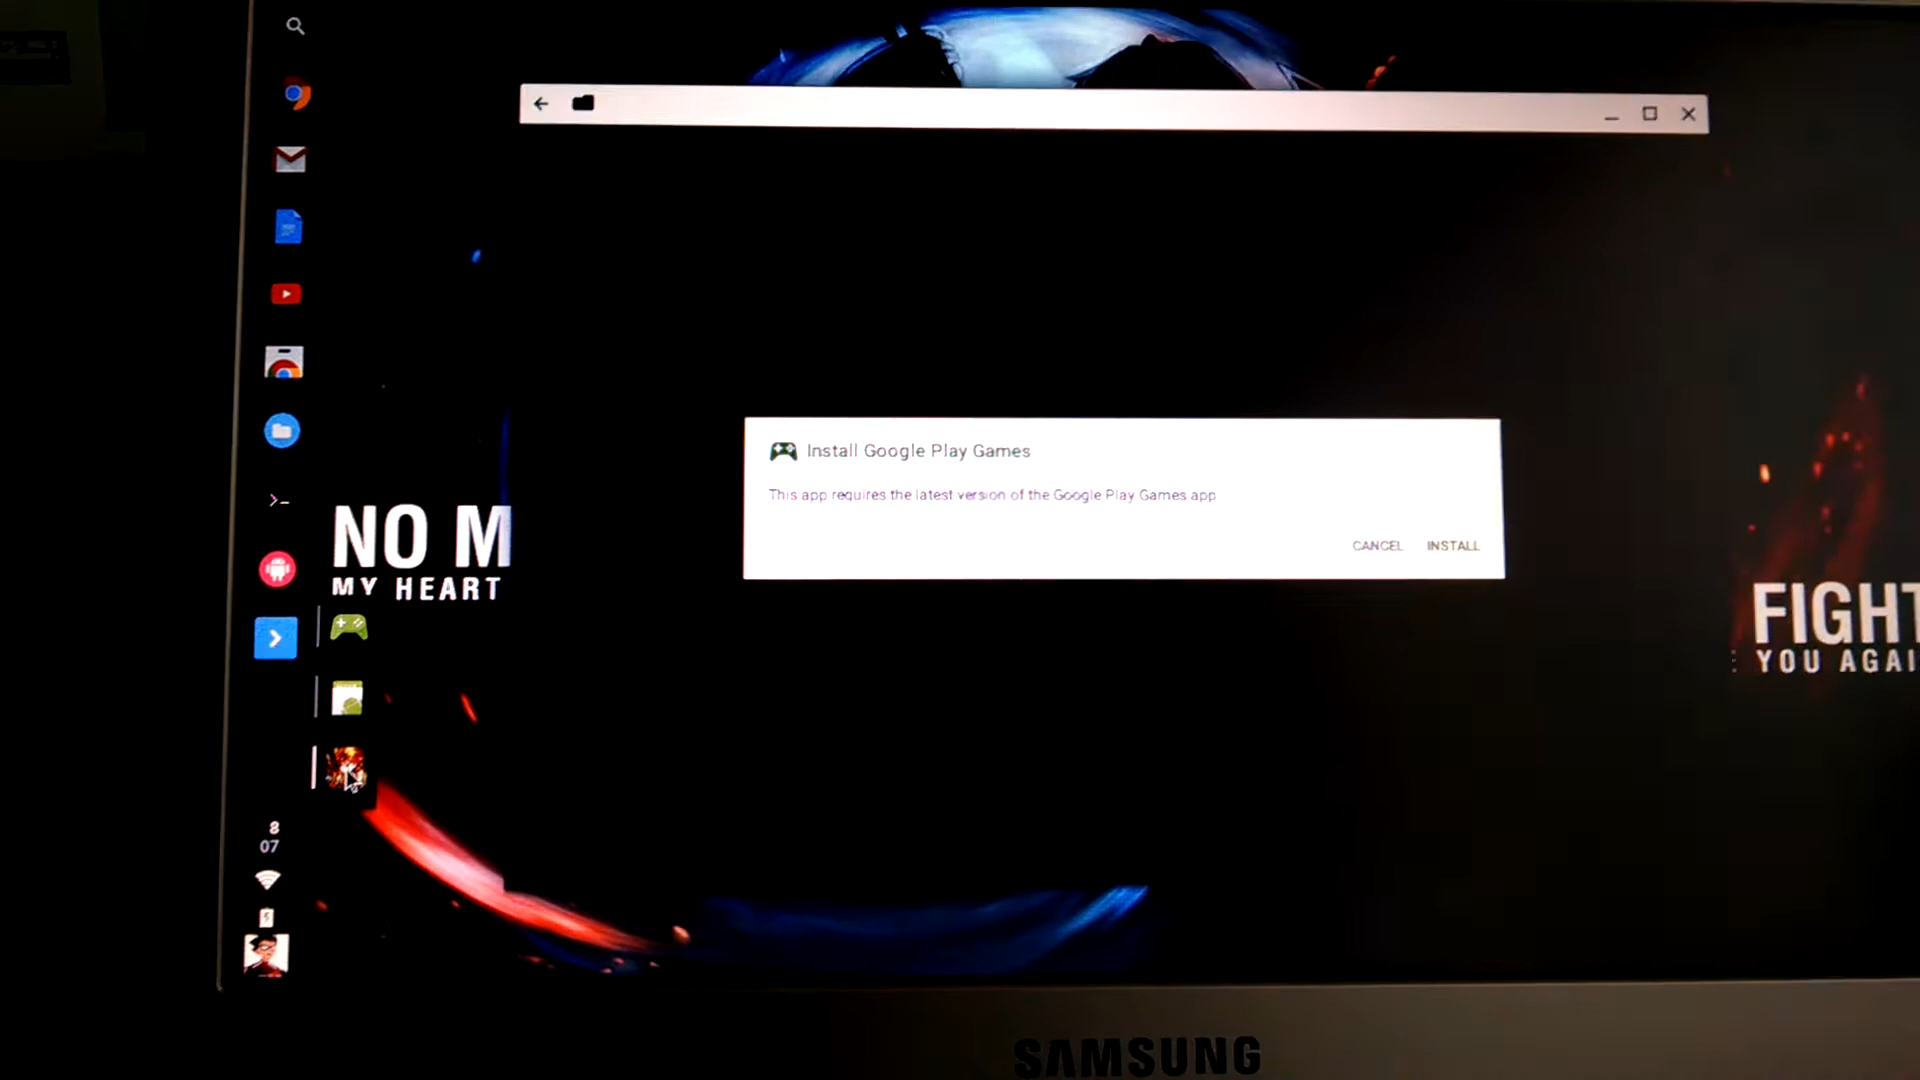 Install Google Play Games
This app requires the latest version of the Google Play Games app
CANCEL INSTALL
NO M
MY HEART
FIGHT
YOU AGAI
8
07
SAMSUNG